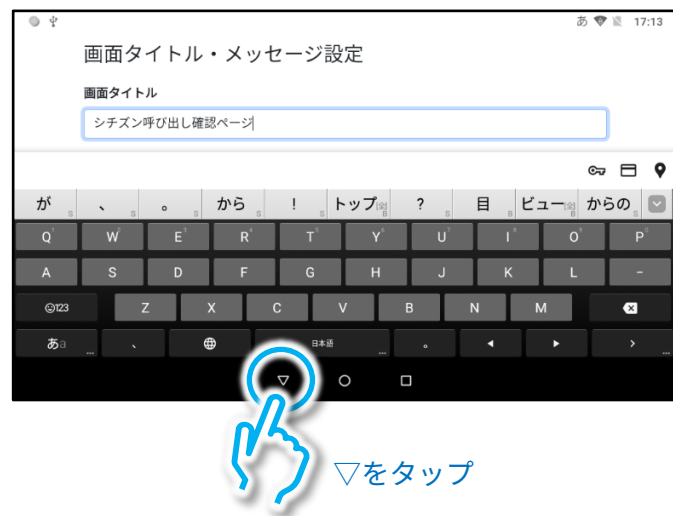 あ 17:13
画面タイトル・メッセージ設定
画面タイトル
シチズン呼び出し確認ページ
が 、 。 から ! トップ ? 目 ビュー からの
Q W E R T Y U I O P
A S D F G H J K L -
123 Z X C V B N M
あa 、 日本語 。
▽をタップ